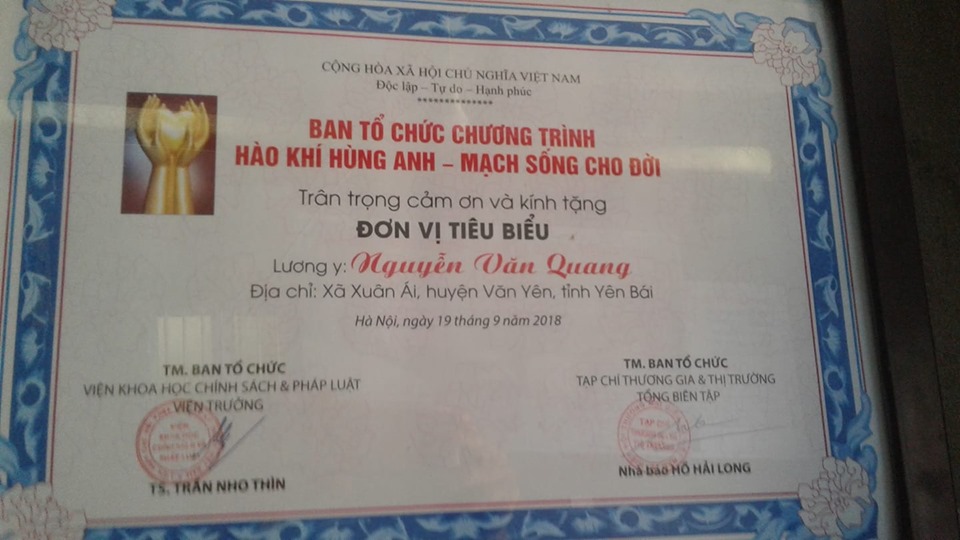 CỘNG HÒA XÃ HỘI CHỦ NGHĨA VIỆT NAM
Độc lập – Tự do – Hạnh phúc
**************
BAN TỔ CHỨC CHƯƠNG TRÌNH
HÀO KHÍ HÙNG ANH – MẠCH SỐNG CHO ĐỜI
Trân trọng cảm ơn và kính tặng
ĐƠN VỊ TIÊU BIỂU
Lương y: Nguyễn Văn Quang
Địa chỉ: Xã Xuân Ái, huyện Văn Yên, tỉnh Yên Bái
Hà Nội, ngày 19 tháng 9 năm 2018
TM. BAN TỔ CHỨC
VIỆN KHOA HỌC CHÍNH SÁCH & PHÁP LUẬT
VIỆN TRƯỞNG
TS. TRẦN NHO THÌN
TM. BAN TỔ CHỨC
TẠP CHÍ THƯƠNG GIA & THỊ TRƯỜNG
TỔNG BIÊN TẬP
TẠP CHÍ
Nhà báo HỒ HẢI LONG